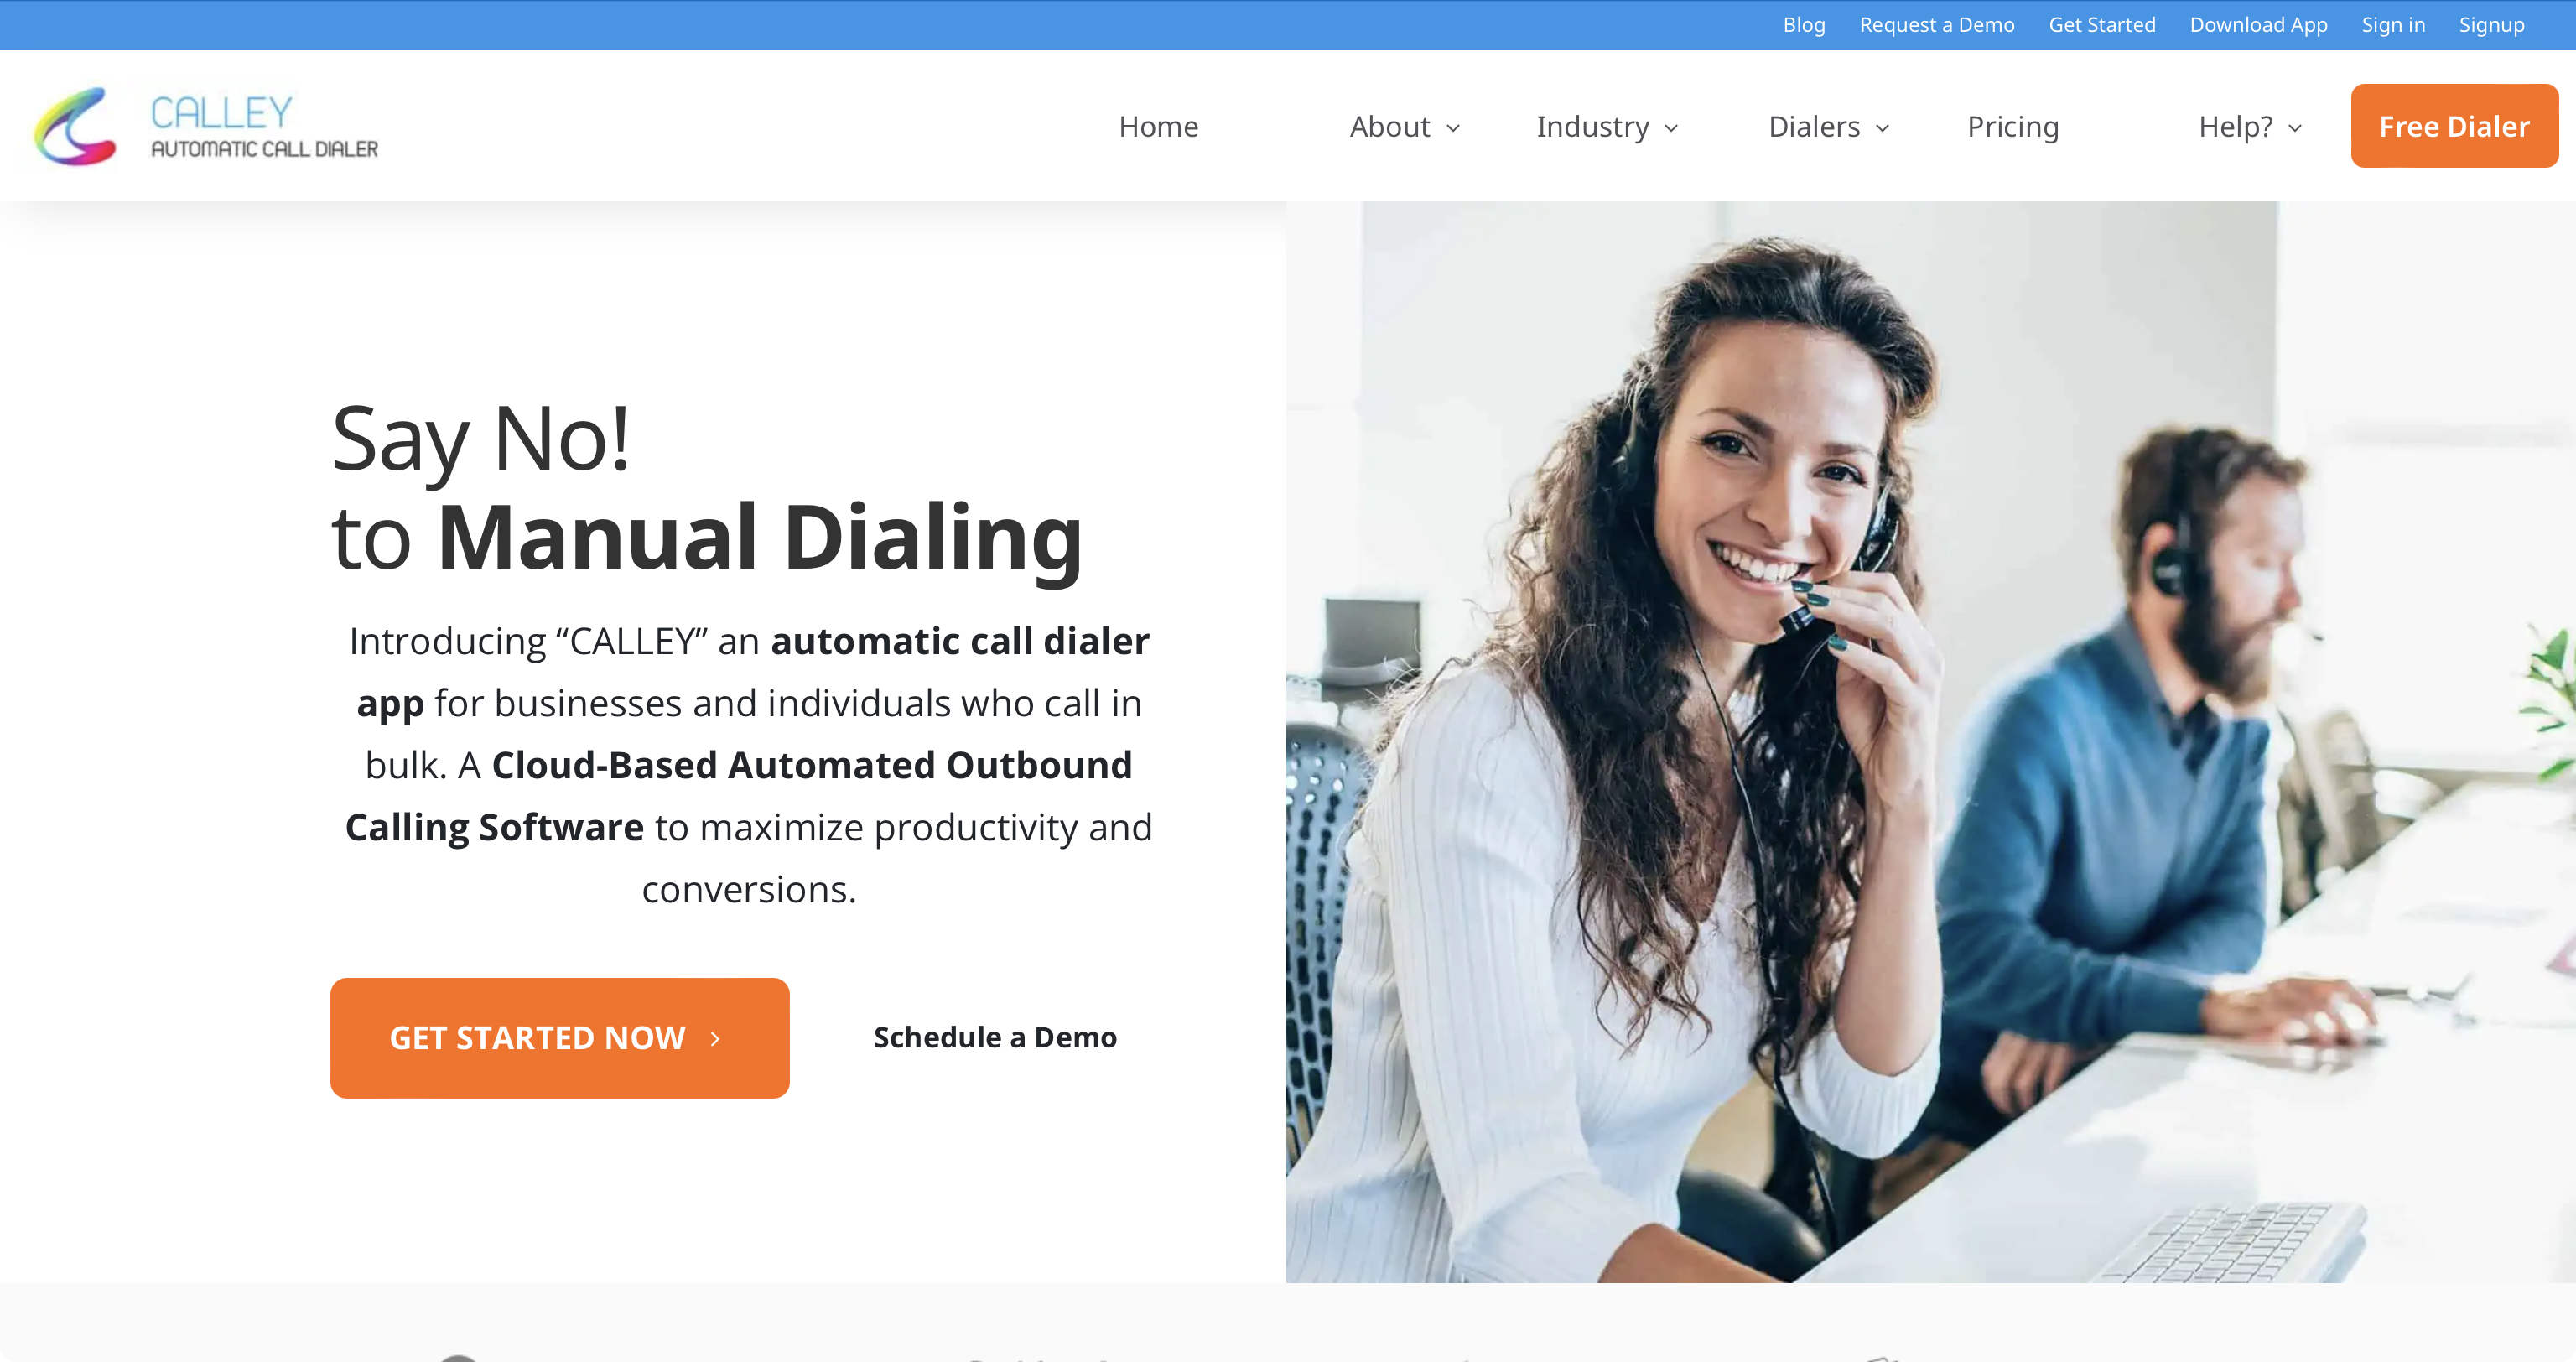 Blog Request a Demo Get Started Download App Sign in Signup
CALLEY
AUTOMATIC CALL DIALER
Home About Industry Dialers Pricing Help? Free Dialer
Say No!
to Manual Dialing
Introducing “CALLEY” an automatic call dialer
app for businesses and individuals who call in
bulk. A Cloud-Based Automated Outbound
Calling Software to maximize productivity and
conversions.
GET STARTED NOW
Schedule a Demo